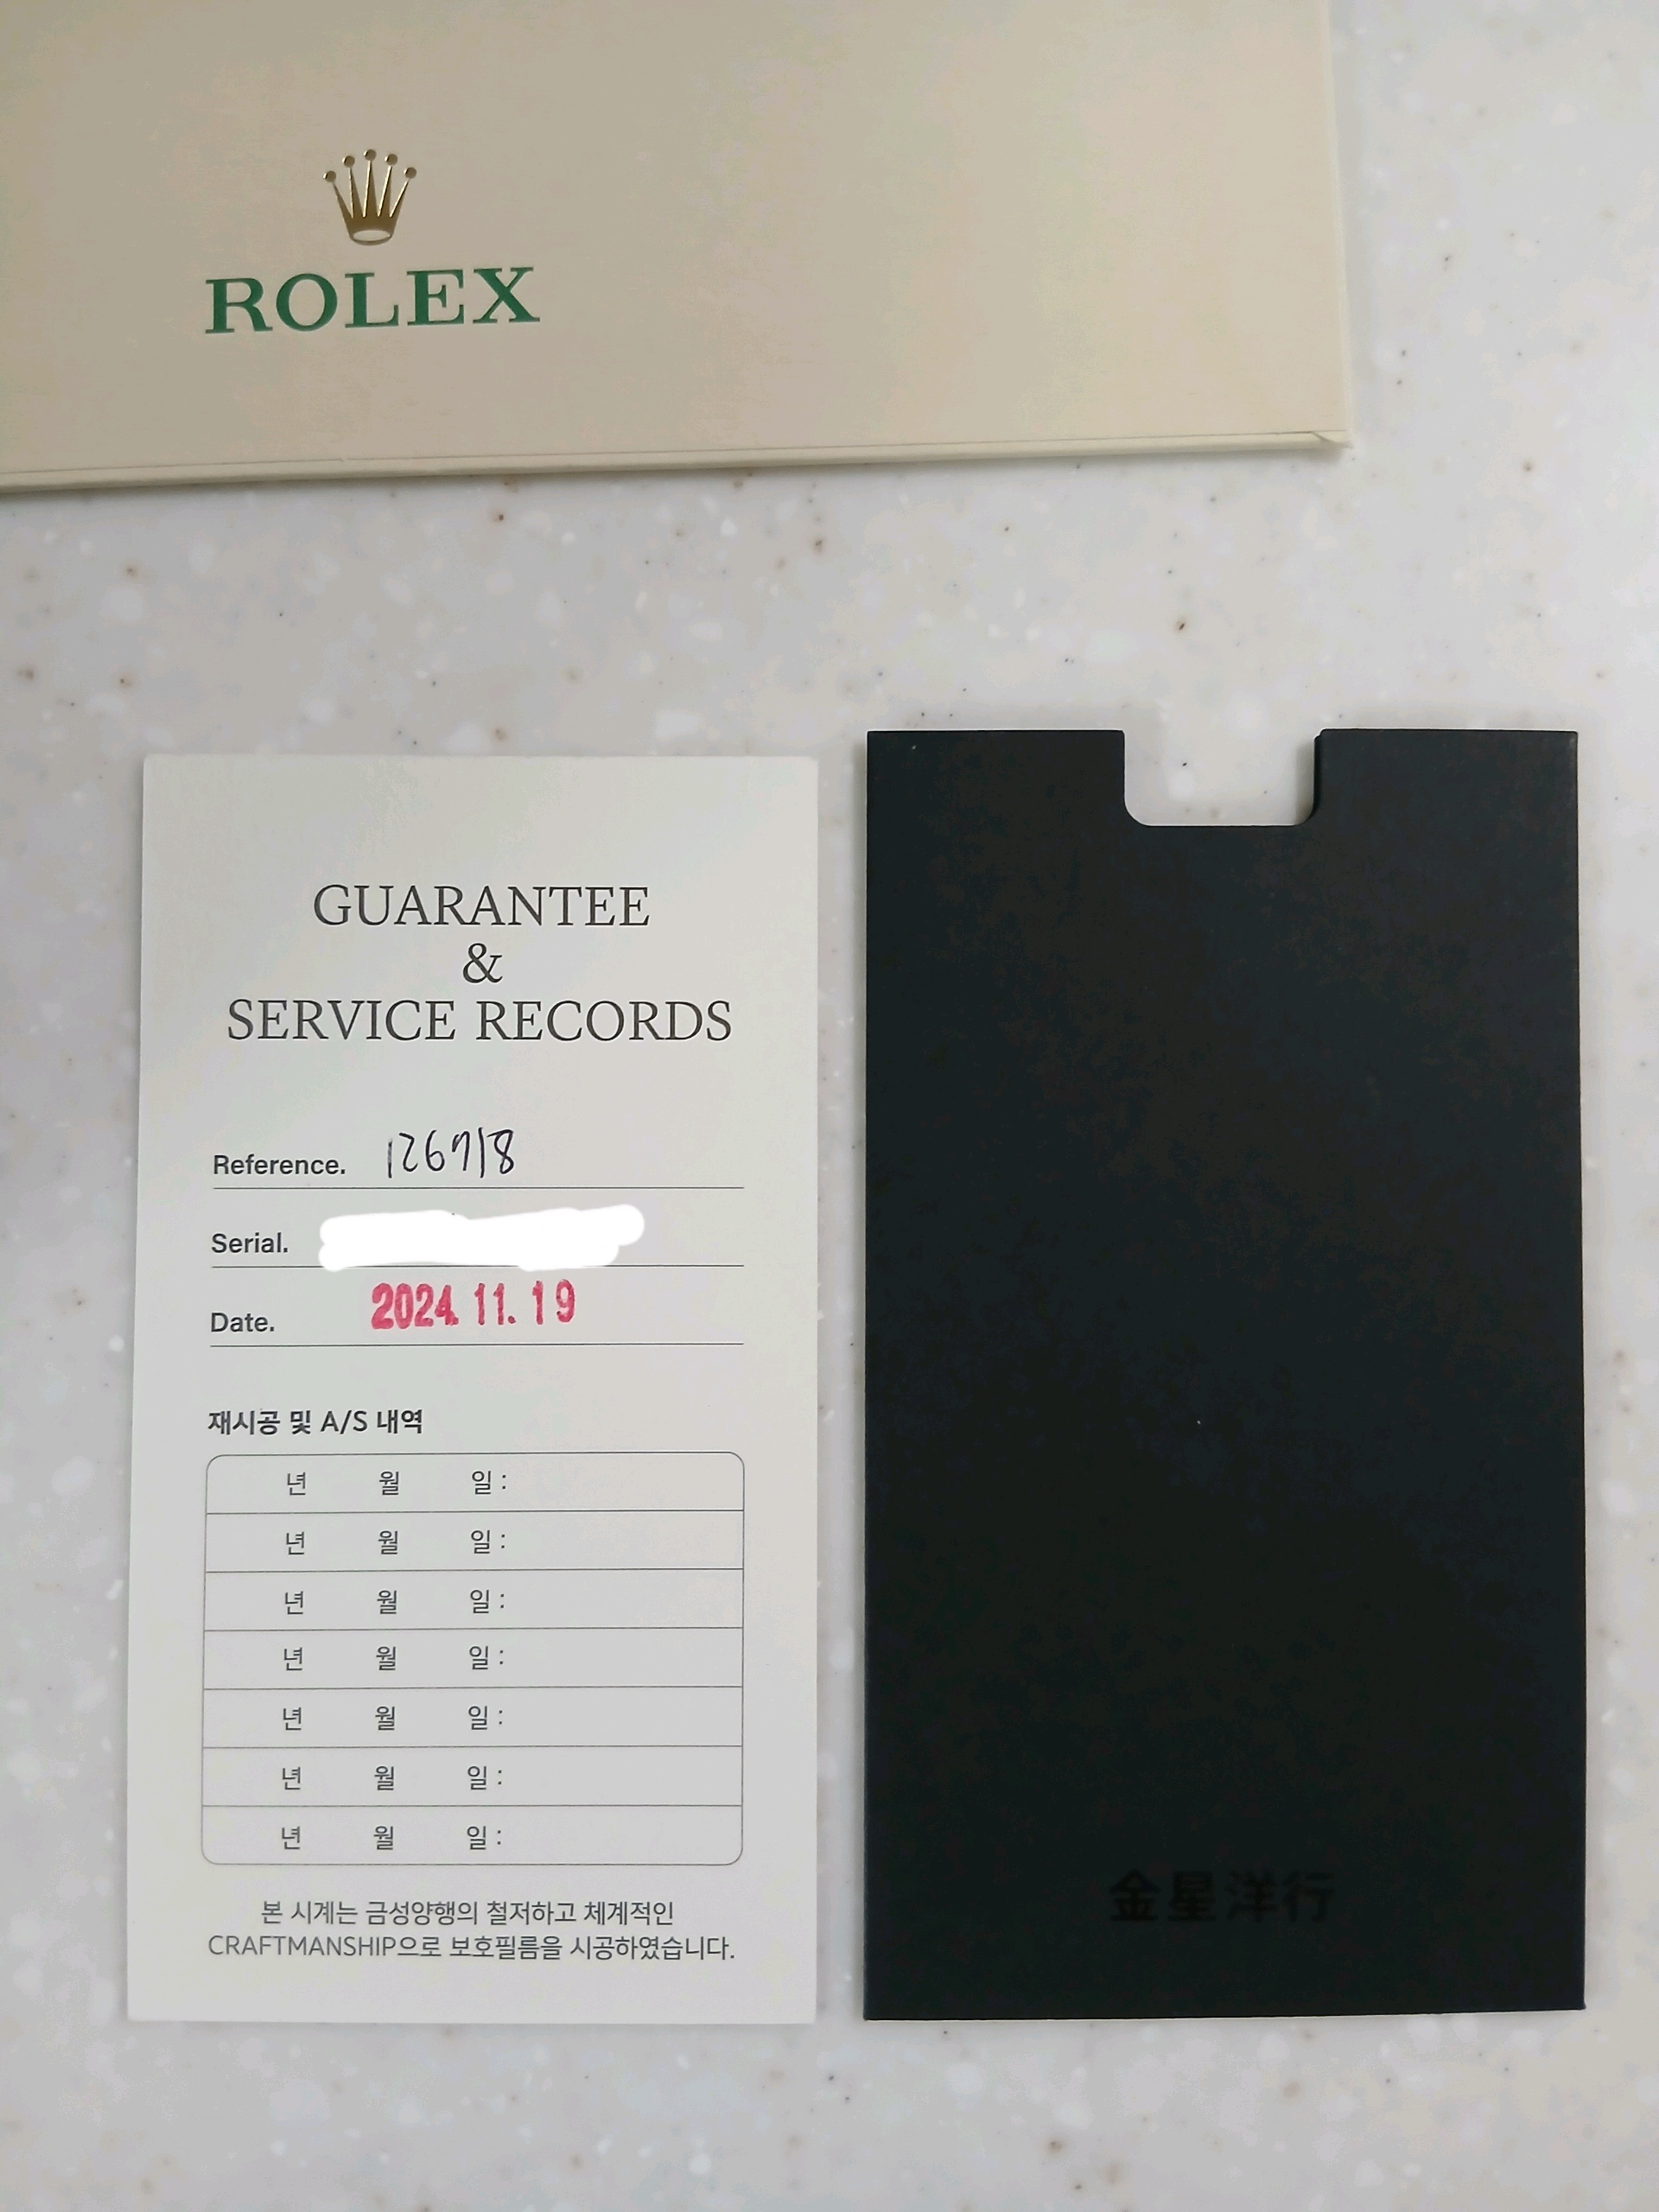 ROLEX
GUARANTEE
&
SERVICE RECORDS
Reference. 126718
Serial.
Date. 2024.11.19
재시공 및 A/S 내역
년 월 일 :
년 월 일 :
년 월 일 :
년 월 일 :
년 월 일 :
년 월 일 :
년 월 일 :
본 시계는 금성양행의 철저하고 체계적인
CRAFTMANSHIP으로 보호필름을 시공하였습니다.
金星洋行